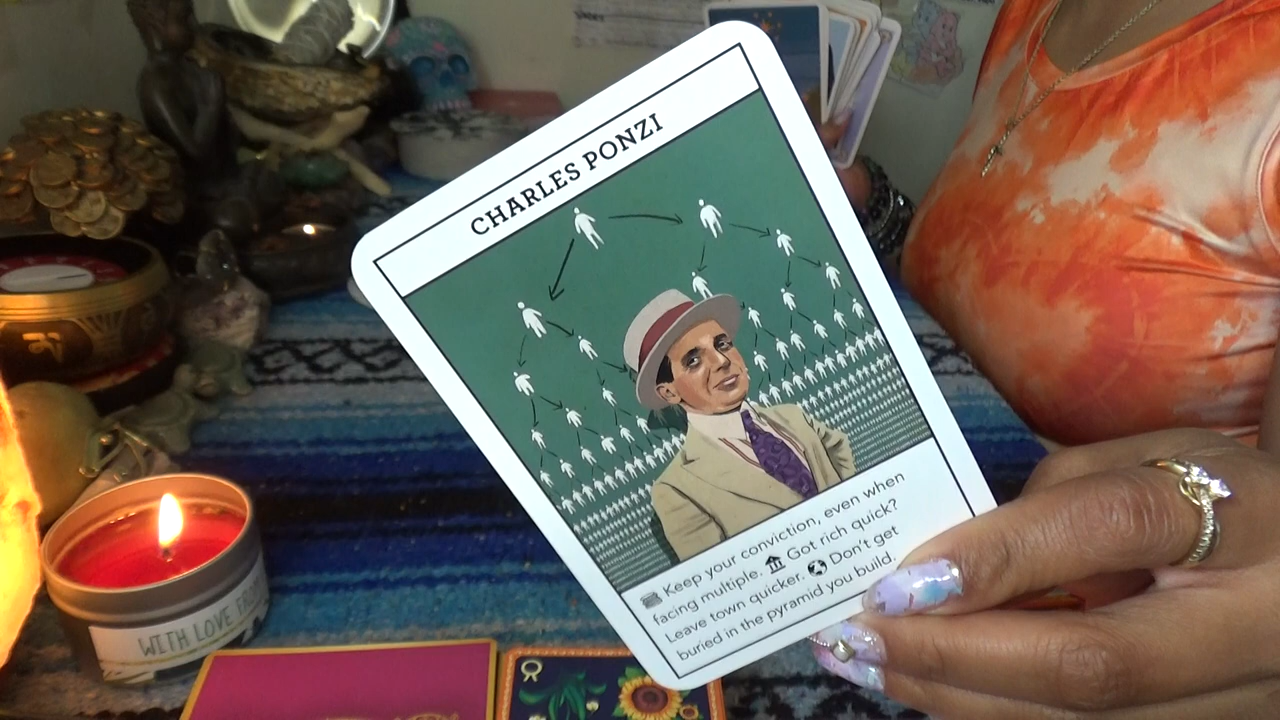 CHARLES PONZI
Keep your conviction, even when
facing multiple. Got rich quick?
Leave town quicker. Don't get
buried in the pyramid you build.
WITH LOVE